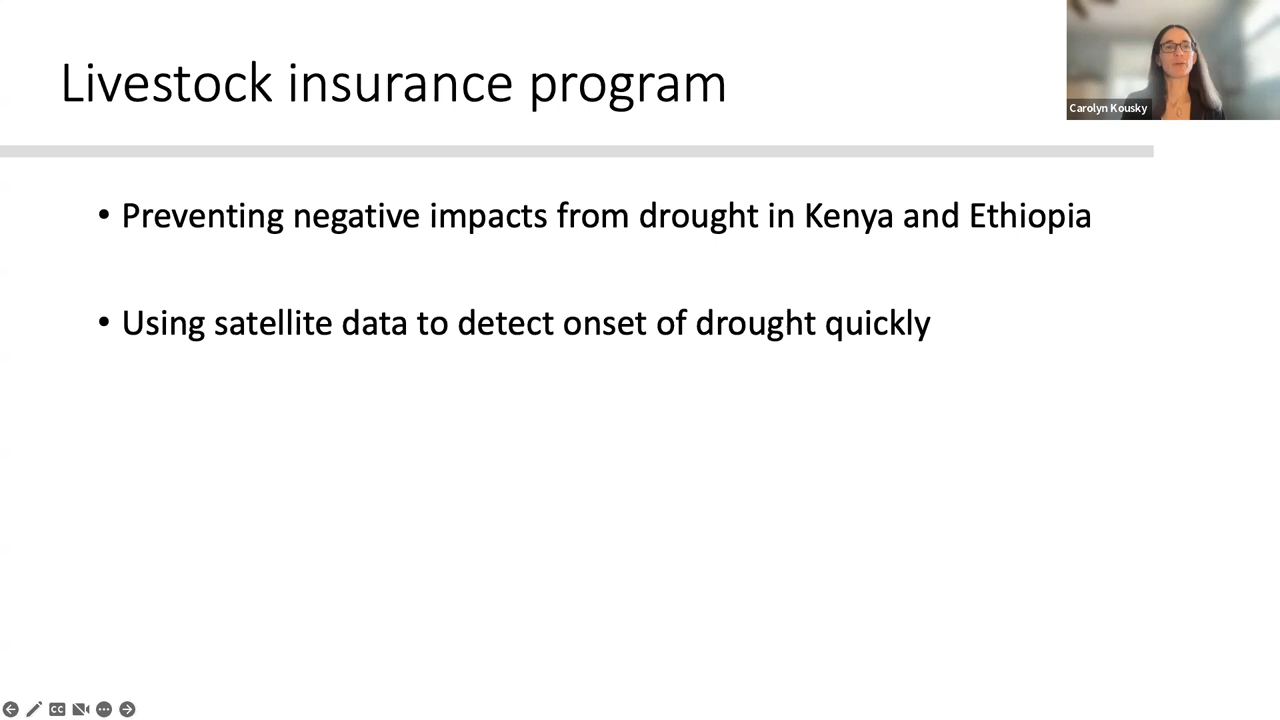 Livestock insurance program
Carolyn Kousky
• Preventing negative impacts from drought in Kenya and Ethiopia
• Using satellite data to detect onset of drought quickly
CC